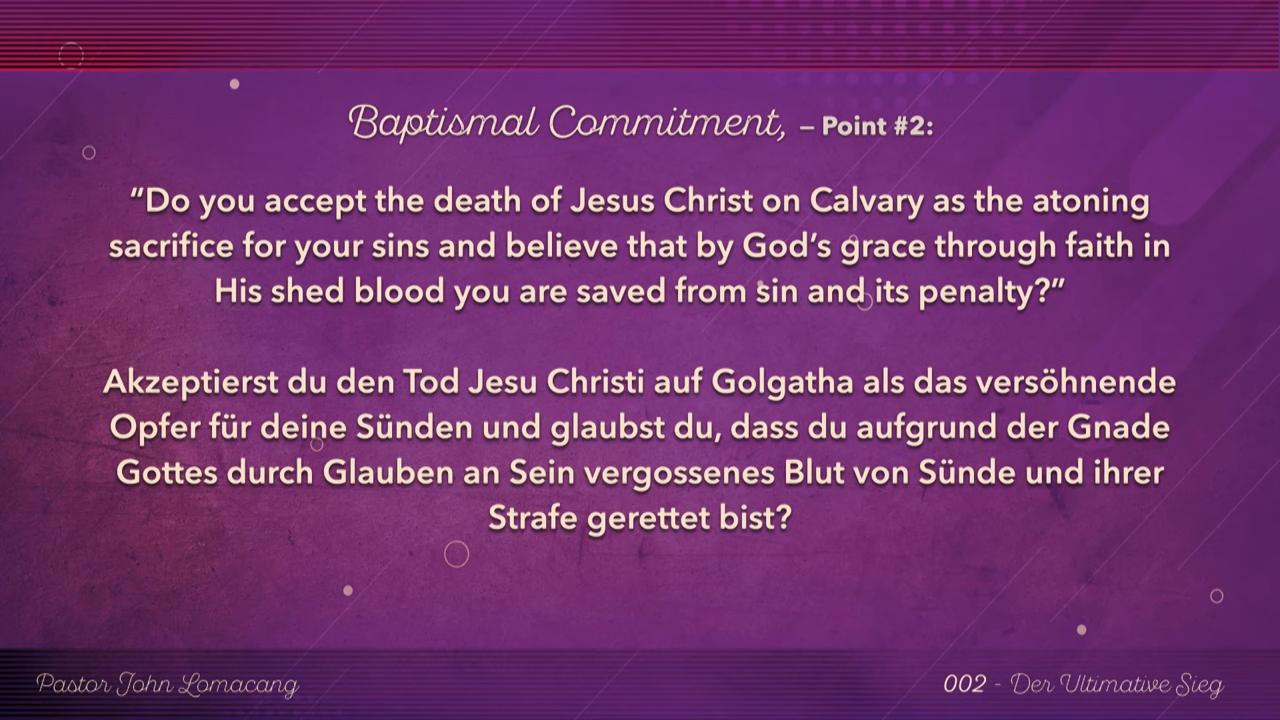 Baptismal Commitment, – Point #2:
“Do you accept the death of Jesus Christ on Calvary as the atoning
sacrifice for your sins and believe that by God’s grace through faith in
His shed blood you are saved from sin and its penalty?”
Akzeptierst du den Tod Jesu Christi auf Golgatha als das versöhnende
Opfer für deine Sünden und glaubst du, dass du aufgrund der Gnade
Gottes durch Glauben an Sein vergossenes Blut von Sünde und ihrer
Strafe gerettet bist?
Pastor John Lomacang
002 - Der Ultimative Sieg